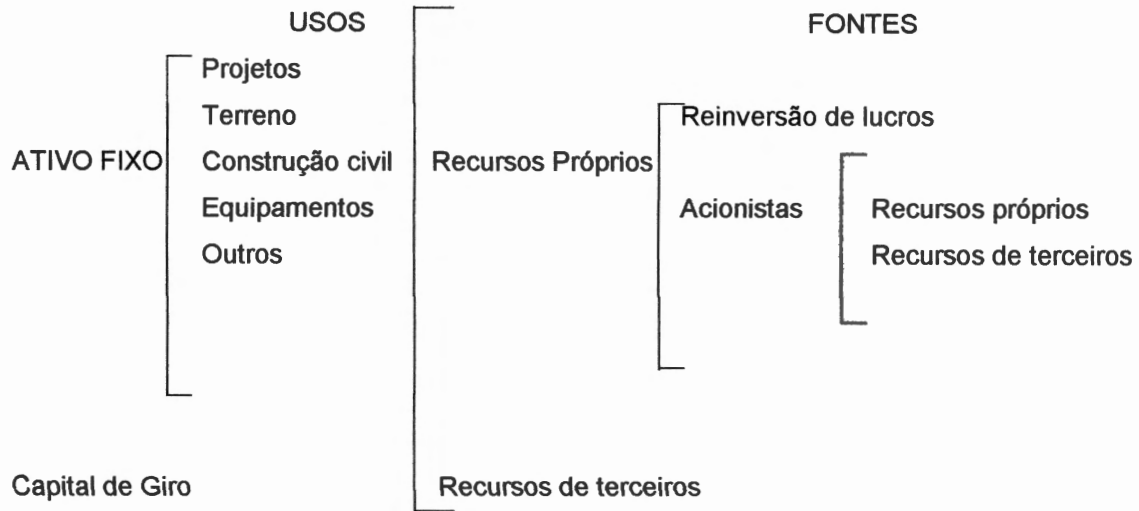 USOS FONTES
Projetos
Terreno Reinversão de lucros
ATIVO FIXO Construção civil Recursos Próprios
Equipamentos Acionistas Recursos próprios
Outros Recursos de terceiros
Capital de Giro Recursos de terceiros